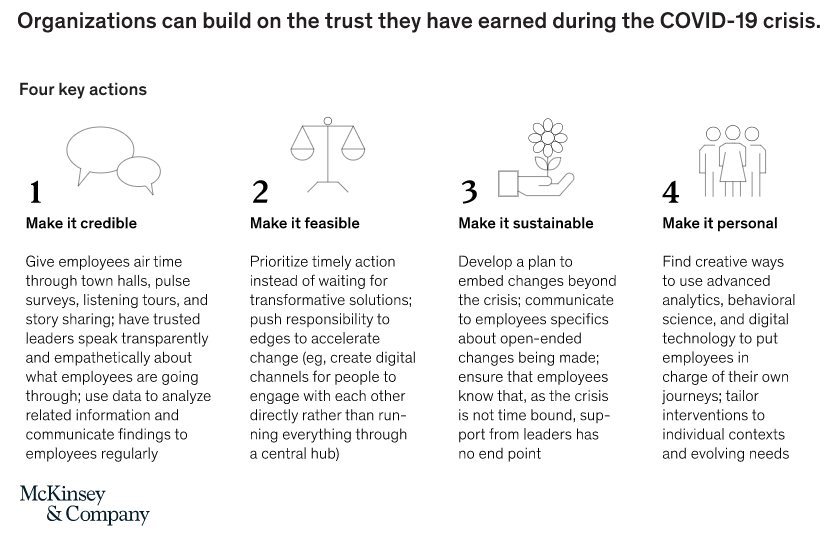 Organizations can build on the trust they have earned during the COVID-19 crisis.
Four key actions
1
Make it credible
Give employees air time
through town halls, pulse
surveys, listening tours, and
story sharing; have trusted
leaders speak transparently
and empathetically about
what employees are going
through; use data to analyze
related information and
communicate findings to
employees regularly
2
Make it feasible
Prioritize timely action
instead of waiting for
transformative solutions;
push responsibility to
edges to accelerate
change (eg, create digital
channels for people to
engage with each other
directly rather than run-
ning everything through
a central hub)
3
Make it sustainable
Develop a plan to
embed changes beyond
the crisis; communicate
to employees specifics
about open-ended
changes being made;
ensure that employees
know that, as the crisis
is not time bound, sup-
port from leaders has
no end point
4
Make it personal
Find creative ways
to use advanced
analytics, behavioral
science, and digital
technology to put
employees in
charge of their own
journeys; tailor
interventions to
individual contexts
and evolving needs
McKinsey
& Company